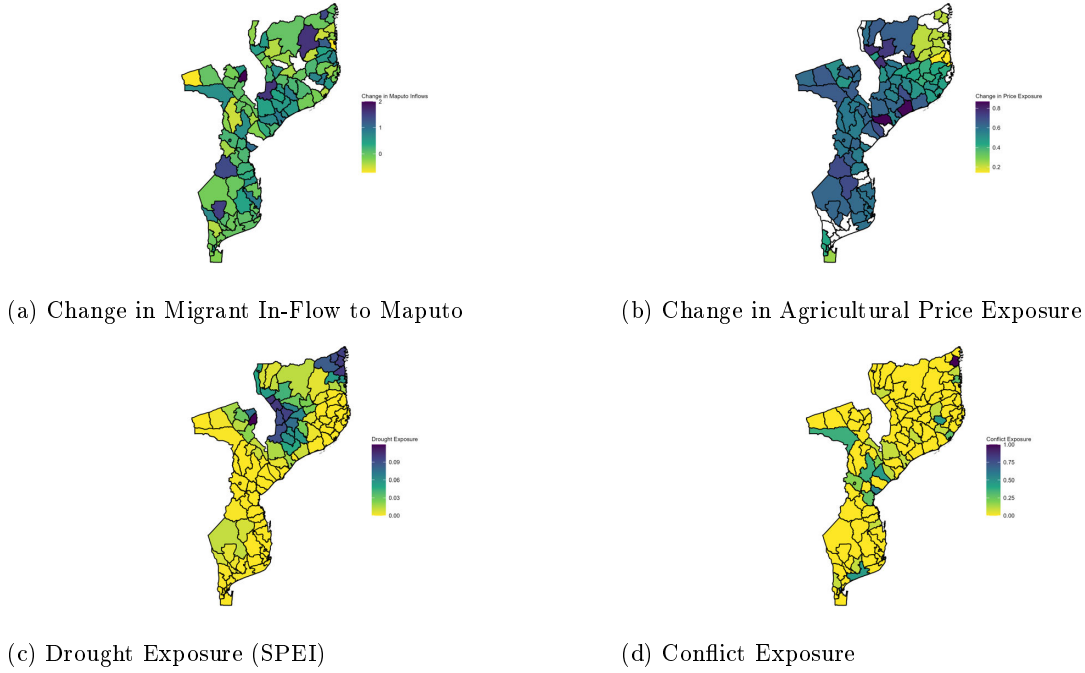 Change in Maputo Inflows
2
1
0
Change in Price Exposure
0.8
0.6
0.4
0.2
(a) Change in Migrant In-Flow to Maputo
(b) Change in Agricultural Price Exposure
Drought Exposure
0.09
0.06
0.03
0.00
Conflict Exposure
1.00
0.75
0.50
0.25
0.00
(c) Drought Exposure (SPEI)
(d) Conflict Exposure